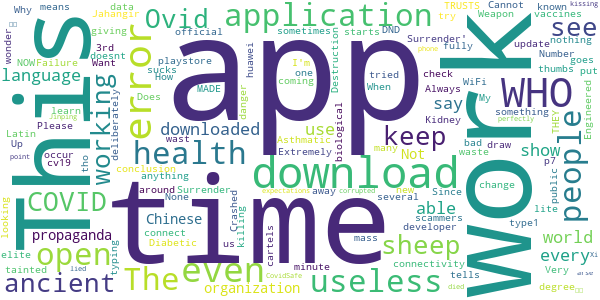 app
time
This
Work
download
WHO
health
error
useless
application
people
ancient
COVID
even
sheep
keep
open
The
Ovid
Working
see
language
propaganda
organization
Chinese
world
every
able
show
say
use
Not
downloaded
Why means data
Jahangir
wonder
giving
known
TRUSTS
3rd
official
sometimes
starts
DND
Surrender'
Cannot
Weapon
vaccines
try
NOW
Failure
doesnt
playstore
How
huawei
I'm
one
coming
When
tried
fully
update
Number
nothing
goes
thumbs
up
put
Want
sucks
MADE
Does
danger
Destruction
check
Always
WiFi
My
THEY
Engineered
learn
Please
deliberately
Latin
Up
occur
cv19
tho
Extremely
Asthmatic
biological
Kidney
many
something
bad
draw
waste
public
p7
wast
conclusion
anything
around
Surrender
None
expectations
away
corrupted
new
Since
change
lite
type1
scammers
developer
looking
point
lied
elite
tainted
typing
Diabetic
connect
Crashed
killing
us
cartels
CovidSafe
minute
mass
several
connectivity
tells
died
phone
perfectly
kissing
Jinping
Xi
arse
Very
degree